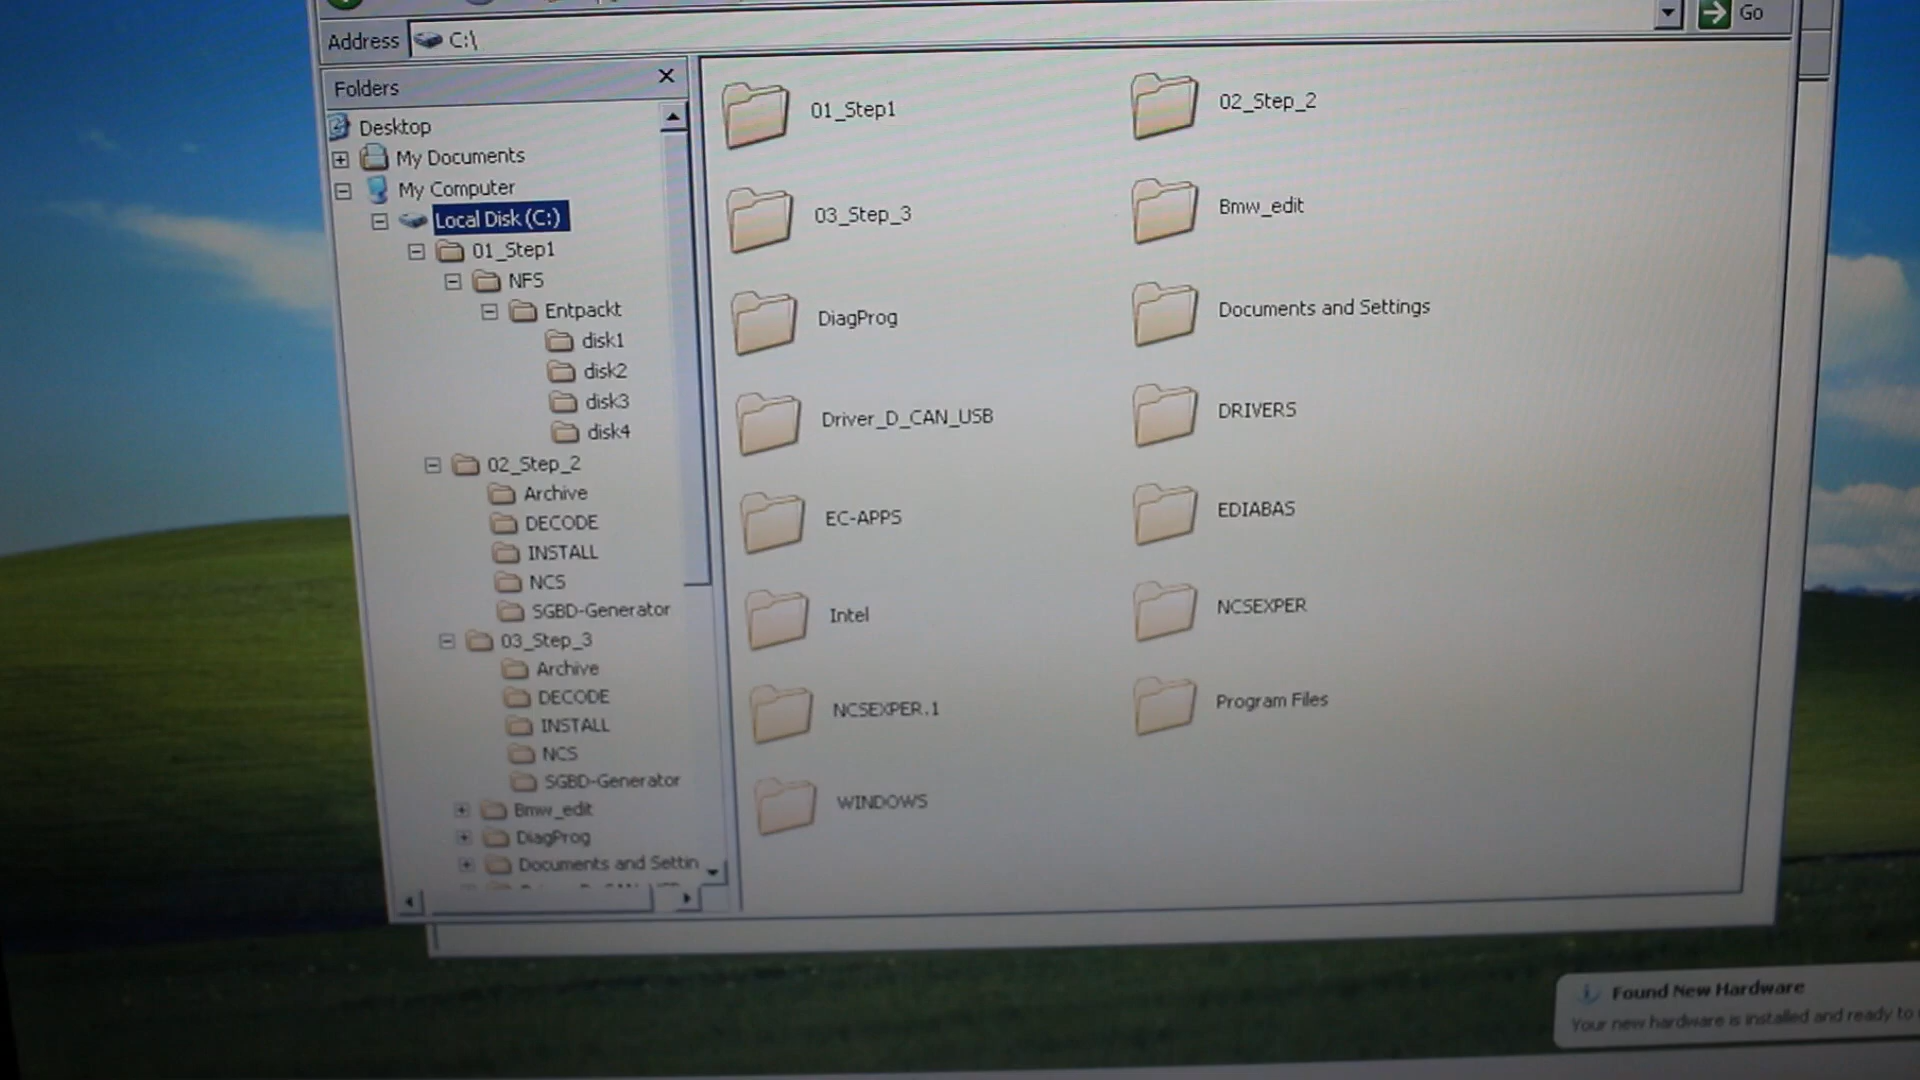 Address C:\ Go
Folders
Desktop
My Documents
My Computer
Local Disk (C:)
01_Step1
NFS
Entpackt
disk1
disk2
disk3
disk4
02_Step_2
Archive
DECODE
INSTALL
NCS
SGBD-Generator
03_Step_3
Archive
DECODE
INSTALL
NCS
SGBD-Generator
Bmw_edit
DiagProg
Documents and Settin
01_Step1
02_Step_2
03_Step_3
Bmw_edit
DiagProg
Documents and Settings
Driver_D_CAN_USB
DRIVERS
EC-APPS
EDIABAS
Intel
NCSEXPER
NCSEXPER.1
Program Files
WINDOWS
Found New Hardware
Your new hardware is installed and ready to